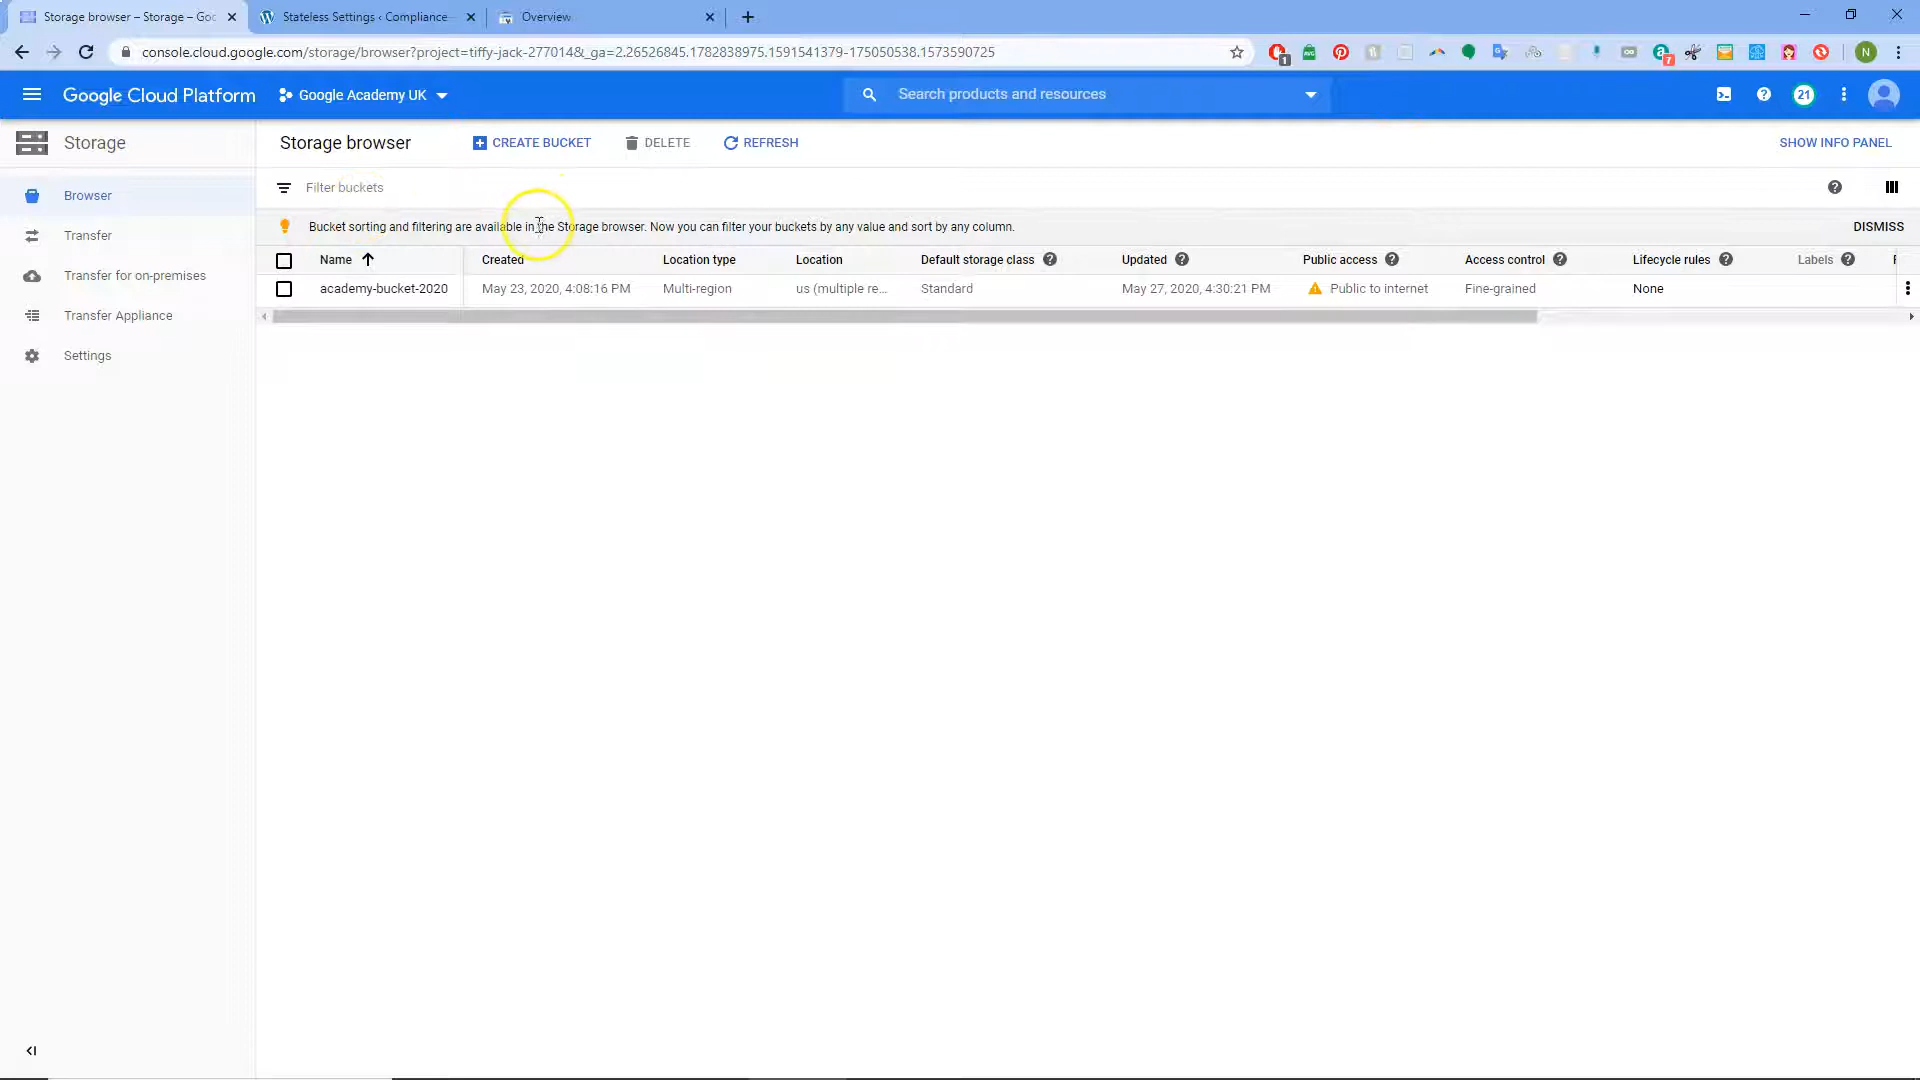 Storage browser – Storage – Goo
Stateless Settings ‹ Compliance
Overview
console.cloud.google.com/storage/browser?project=tiffy-jack-277014&_ga=2.26526845.1782838975.1591541379-175050538.1573590725
1
7
N
Google Cloud Platform
Google Academy UK
Search products and resources
21
Storage
Storage browser
CREATE BUCKET
DELETE
REFRESH
SHOW INFO PANEL
Browser
Transfer
Transfer for on-premises
Transfer Appliance
Settings
Filter buckets
Bucket sorting and filtering are available in the Storage browser. Now you can filter your buckets by any value and sort by any column.
DISMISS
Name Created Location type Location Default storage class Updated Public access Access control Lifecycle rules Labels
academy-bucket-2020 May 23, 2020, 4:08:16 PM Multi-region us (multiple re... Standard May 27, 2020, 4:30:21 PM Public to internet Fine-grained None